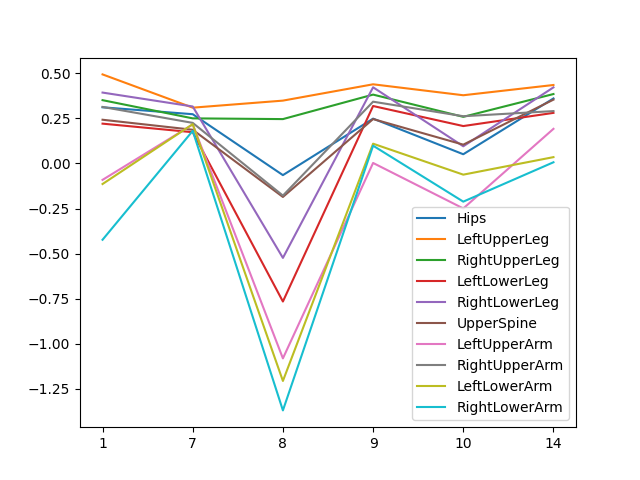 0.50
0.25
0.00
−0.25
−0.50
−0.75
−1.00
−1.25
1 7 8 9 10 14
Hips
LeftUpperLeg
RightUpperLeg
LeftLowerLeg
RightLowerLeg
UpperSpine
LeftUpperArm
RightUpperArm
LeftLowerArm
RightLowerArm